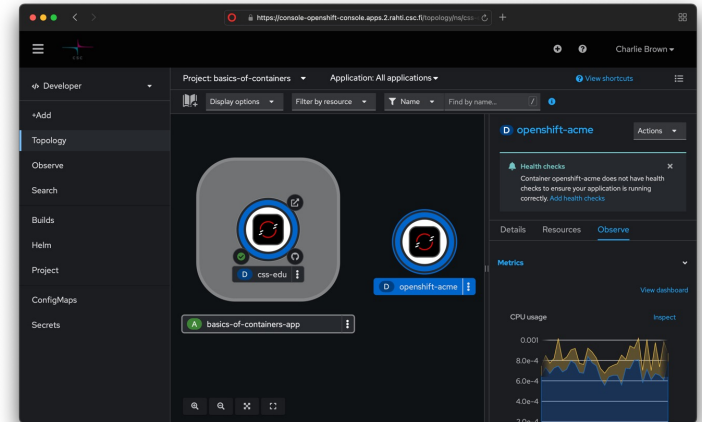 https://console-openshift-console.apps.2.rahti.csc.fi/topology/ns/css-
CSC
Charlie Brown
Developer
+Add
Topology
Observe
Search
Builds
Helm
Project
ConfigMaps
Secrets
Project: basics-of-containers
Application: All applications
View shortcuts
Display options
Filter by resource
Name
Find by name...
/
D css-edu
D openshift-acme
A basics-of-containers-app
D openshift-acme
Actions
Health checks
Container openshift-acme does not have health
checks to ensure your application is running
correctly. Add health checks
Details
Resources
Observe
Metrics
View dashboard
CPU usage
Inspect
0.001
8.0e-4
6.0e-4
4.0e-4
2.0e-4